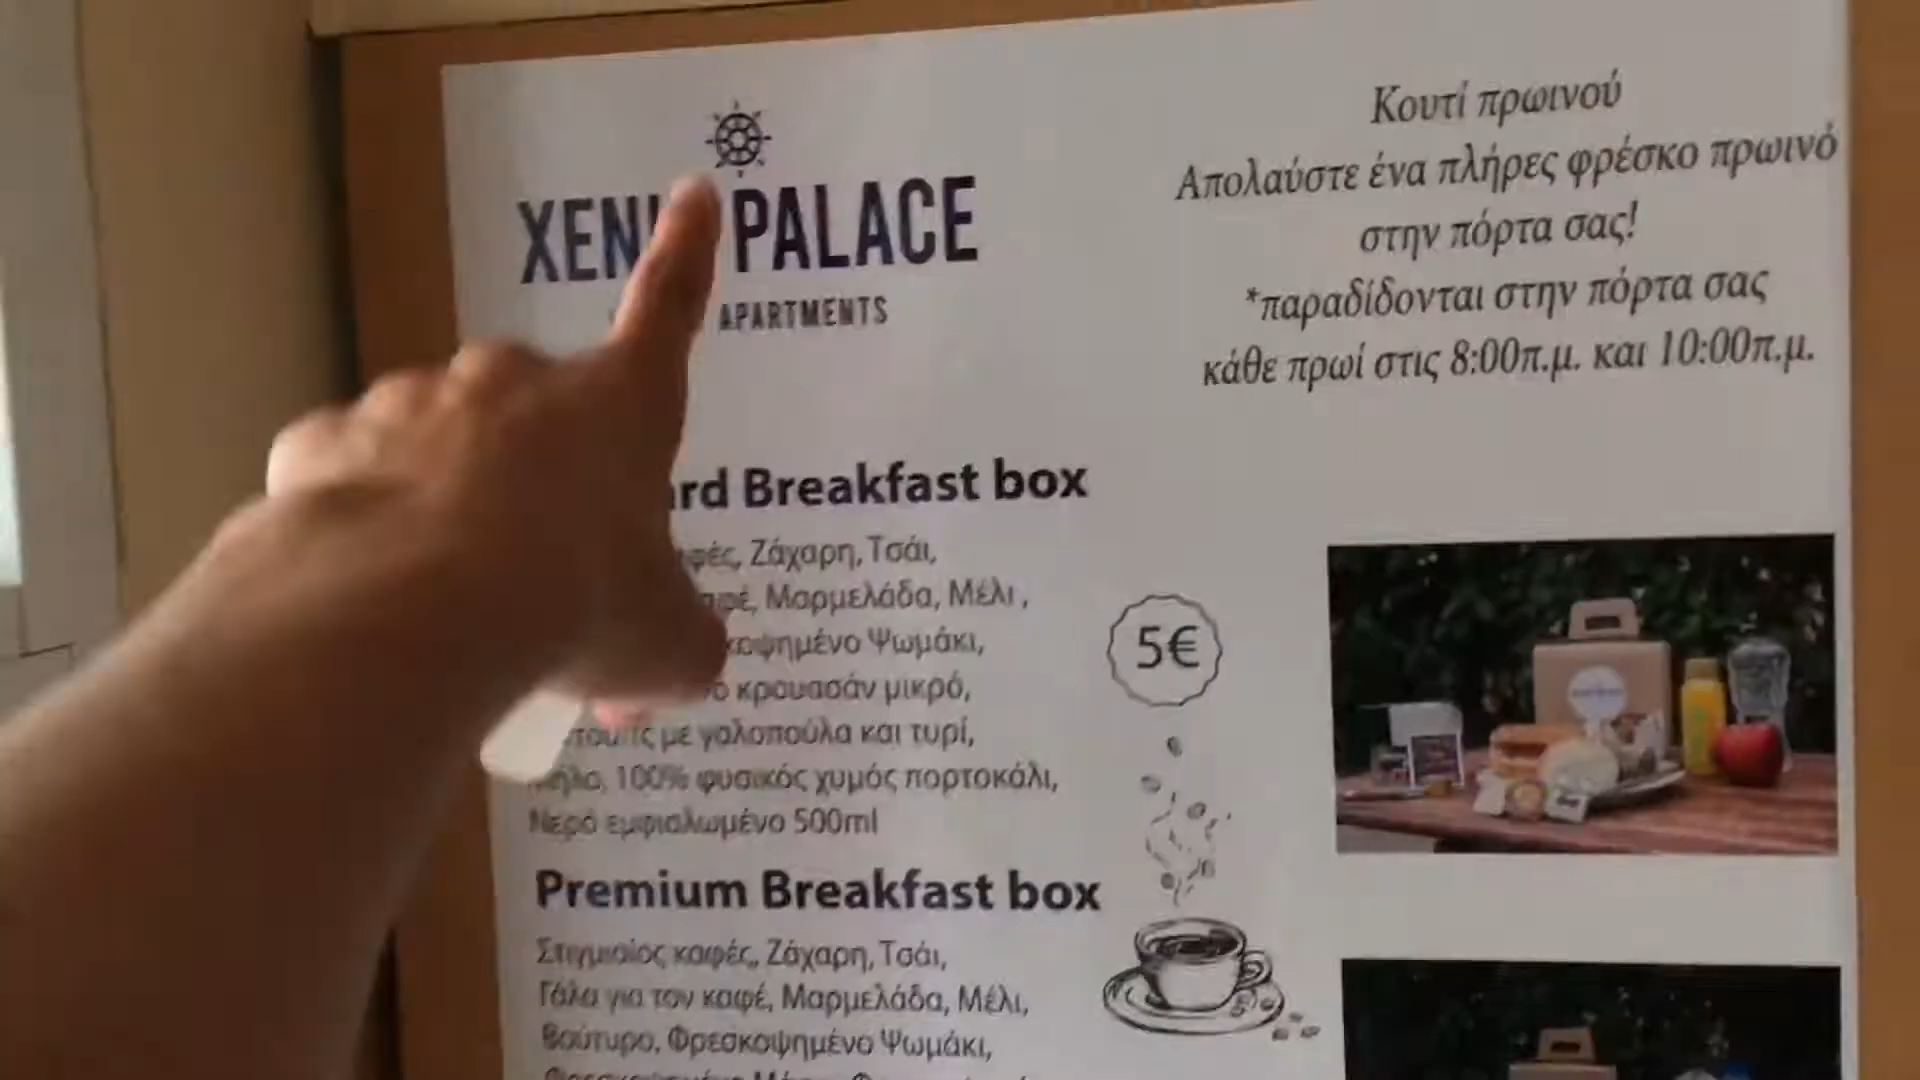 PALACE
APARTMENTS
Κουτί πρωινού
Απολαύστε ένα πλήρες φρέσκο πρωινό
στην πόρτα σας!
*παραδίδονται στην πόρτα σας
κάθε πρωί στις 8:00π.μ. και 10:00π.μ.
Breakfast box
Ζάχαρη, Τσάι,
Μαρμελάδα, Μέλι ,
Ψωμάκι,
κρουασάν μικρό,
με γαλοπούλα και τυρί,
100% φυσικός χυμός πορτοκάλι,
Νερό εμφιαλωμένο 500ml
5€
Premium Breakfast box
Στιγμιαίος καφές,, Ζάχαρη, Τσάι,
Γάλα για τον καφέ, Μαρμελάδα, Μέλι,
Βούτυρο, Φρεσκοψημένο Ψωμάκι,